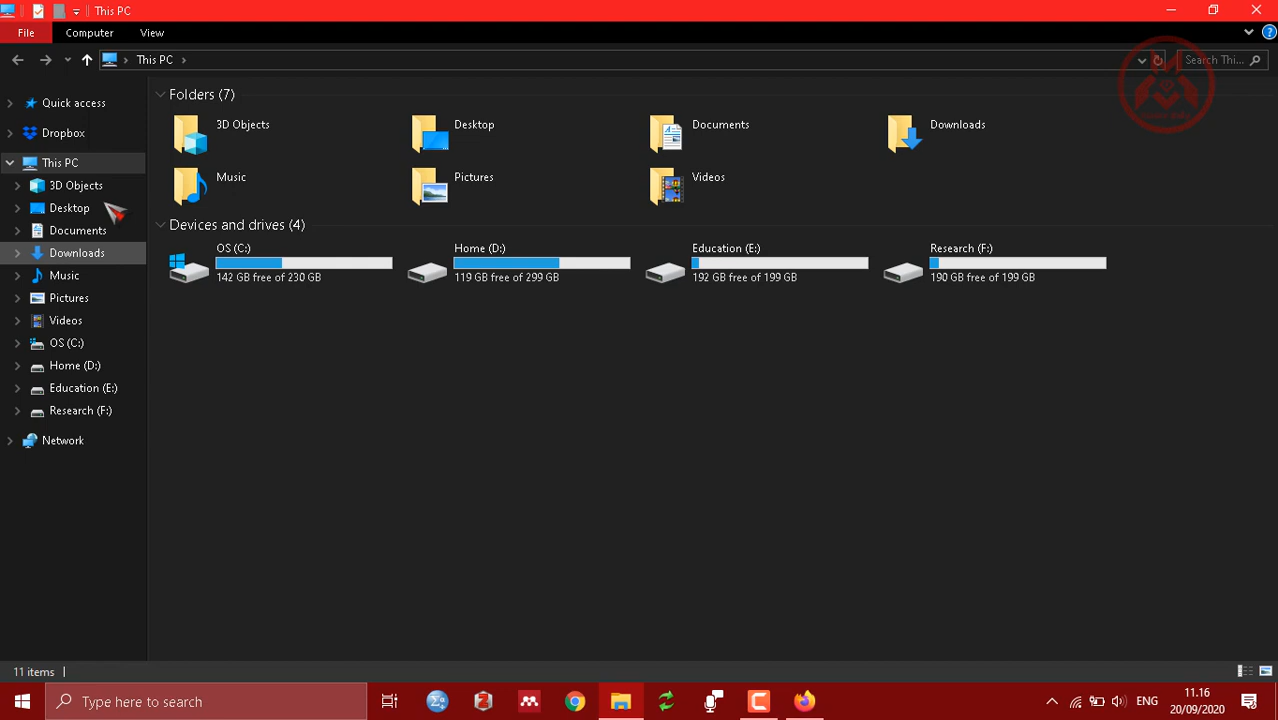 This PC
File Computer View
This PC Search Thi...
Quick access
Dropbox
This PC
3D Objects
Desktop
Documents
Downloads
Music
Pictures
Videos
OS (C:)
Home (D:)
Education (E:)
Research (F:)
Network
Folders (7)
3D Objects Desktop Documents Downloads
Music Pictures Videos
Devices and drives (4)
OS (C:)
142 GB free of 230 GB
Home (D:)
119 GB free of 299 GB
Education (E:)
192 GB free of 199 GB
Research (F:)
190 GB free of 199 GB
11 items
Type here to search
ENG
11.16
20/09/2020